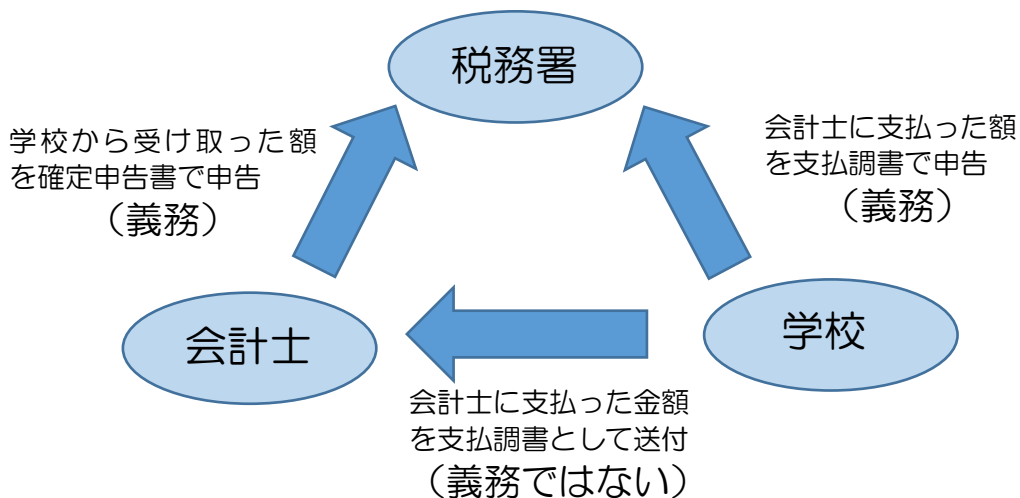 税務署
学校から受け取った額
を確定申告書で申告
（義務）
会計士に支払った額
を支払調書で申告
（義務）
会計士
学校
会計士に支払った金額
を支払調書として送付
（義務ではない）